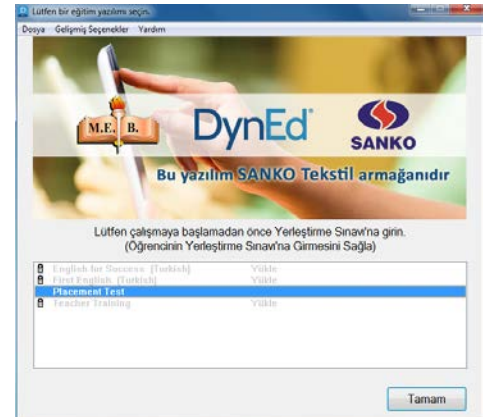 Lütfen bir eğitim yazılımı seçin.
Dosya Gelişmiş Seçenekler Yardım
M.E. B. DynEd SANKO
Bu yazılım SANKO Tekstil armağanıdır
Lütfen çalışmaya başlamadan önce Yerleştirme Sınavı'na girin.
(Öğrencinin Yerleştirme Sınavına Girmesini Sağla)
English for Success (Turkish) Yükle
First English (Turkish) Yükle
Placement Test
Teacher Training Yükle
Tamam